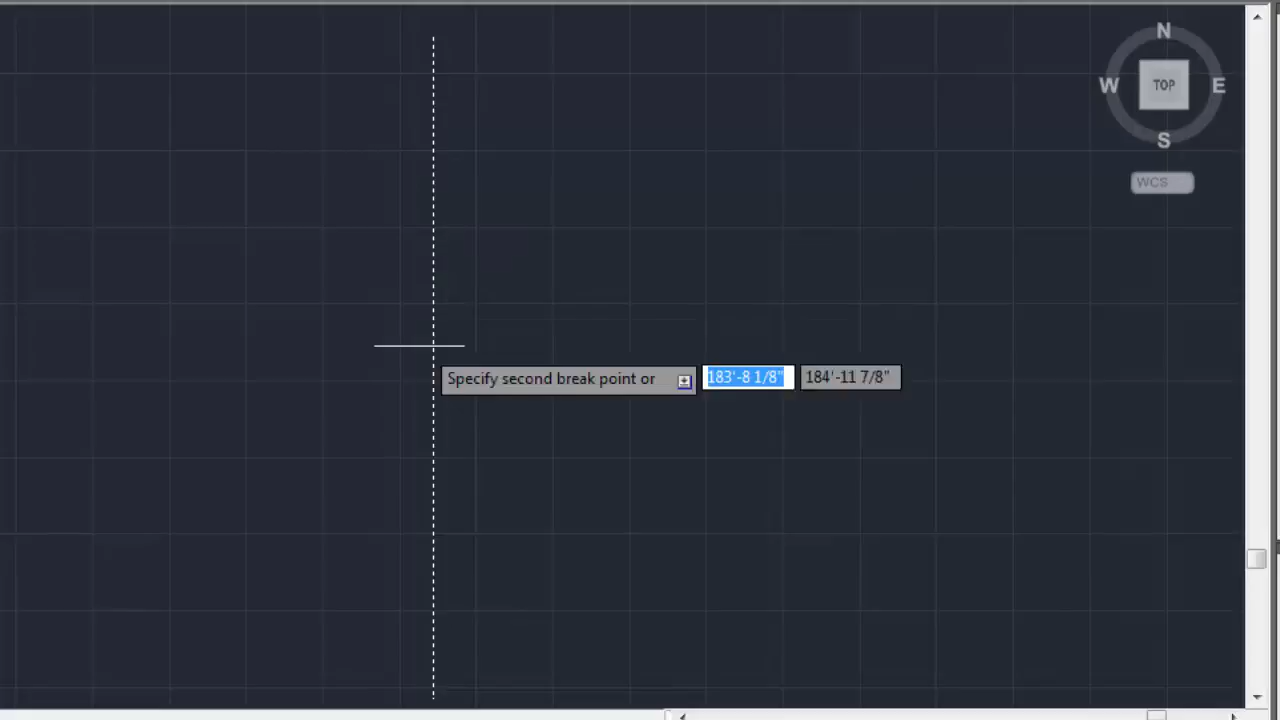 N
W
TOP
E
S
WCS
Specify second break point or
183'-8 1/8"
184'-11 7/8"